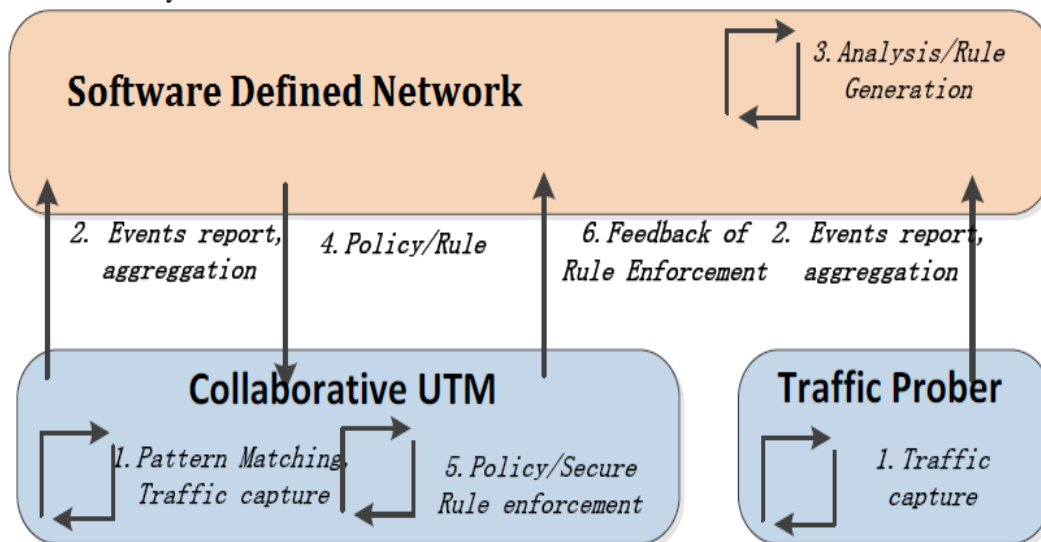 3. Analysis/Rule
Generation
Software Defined Network
2. Events report,
aggreggation
4. Policy/Rule
6. Feedback of
Rule Enforcement
2. Events report,
aggreggation
Collaborative UTM
1. Pattern Matching,
Traffic capture
5. Policy/Secure
Rule enforcement
Traffic Prober
1. Traffic
capture